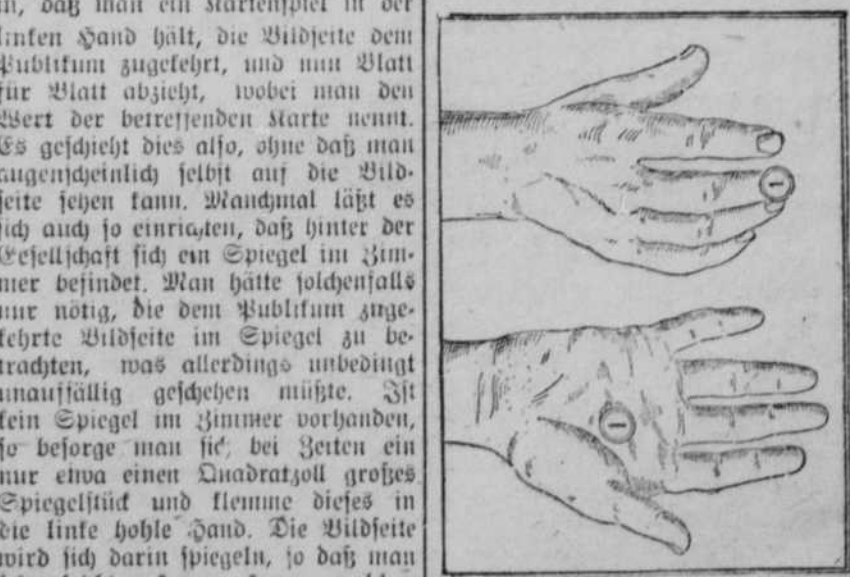 in, daß man ein Kartenspiel in der
linken Hand hält, die Bildseite dem
Publikum zugekehrt, und nun Blatt
für Blatt abzieht, wobei man den
Wert der betreffenden Karte nennt.
Es geschieht dies also, ohne daß man
augenscheinlich selbst auf die Bild-
seite sehen kann. Manchmal läßt es
sich auch so einrichten, daß hinter der
Gesellschaft sich ein Spiegel im Zim-
mer befindet. Man hätte solchenfalls
nur nötig, die dem Publikum zuge-
kehrte Bildseite im Spiegel zu be-
trachten, was allerdings unbedingt
unauffällig geschehen müßte. Ist
kein Spiegel im Zimmer vorhanden,
so besorge man sich bei Zeiten ein
nur etwa einen Quadratzoll großes
Spiegelstück und klemme dieses in
die linke hohle Hand. Die Bildseite
wird sich darin spiegeln, so daß man
1
1